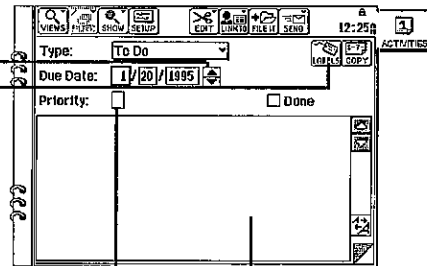 VIEWS FILTER SHOW SETUP EDIT LINK TO FILE IT SEND 12:25
1
ACTIVITIES
Type: To Do
LABELS COPY
Due Date: 1/20/1995
Priority: Done